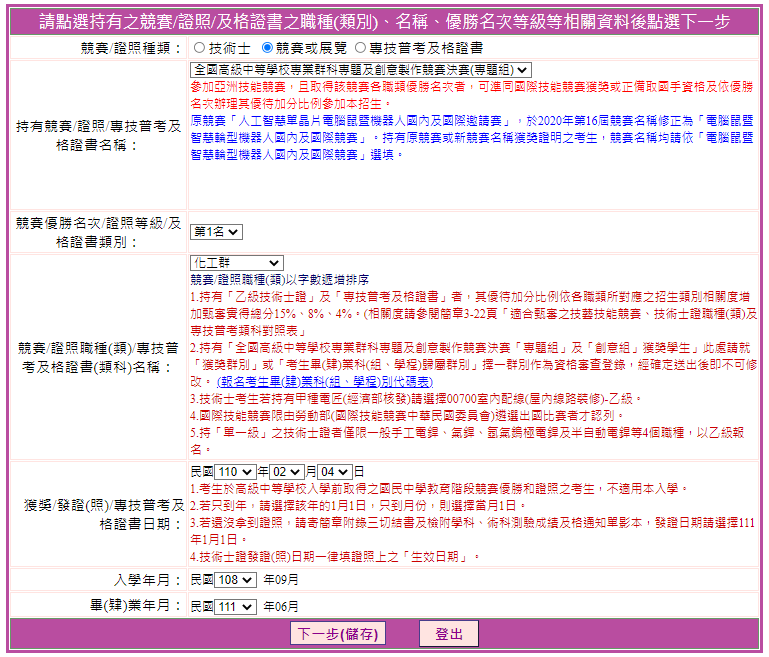 請點選持有之競賽/證照/及格證書之職種(類別)、名稱、優勝名次等級等相關資料後點選下一步
競賽/證照種類：
技術士 競賽或展覽 專技普考及格證書
持有競賽/證照/專技普考及
格證書名稱：
全國高級中等學校專業群科專題及創意製作競賽決賽(專題組)
參加亞洲技能競賽，且取得該競賽各職類優勝名次者，可準同國際技能競賽獲獎或正備取國手資格及依優勝
名次辦理其優待加分比例參加本招生。
原競賽「人工智慧單晶片電腦鼠暨機器人國內及國際邀請賽」，於2020年第16屆競賽名稱修正為「電腦鼠暨
智慧輪型機器人國內及國際競賽」。持有原競賽或新競賽名稱獲獎證明之考生，競賽名稱均請依「電腦鼠暨
智慧輪型機器人國內及國際競賽」選填。
競賽優勝名次/證照等級/及
格證書類別：
第1名
競賽/證照職種(類)/專技普
考及格證書(類科)名稱：
化工群
競賽/證照職種(類)以字數遞增排序
1.持有「乙級技術士證」及「專技普考及格證書」者，其優待加分比例依各職類所對應之招生類別相關度增
加甄審實得總分15%、8%、4%。(相關度請參閱簡章3-22頁「適合甄審之技藝技能競賽、技術士證職種(類)及
專技普考類科對照表」
2.持有「全國高級中等學校專業群科專題及創意製作競賽決賽「專題組」及「創意組」獲獎學生」此處請就
「獲獎群別」或「考生畢(肄)業科(組、學程)歸屬群別」擇一群別作為資格審查登錄，經確定送出後即不可修
改。 (報名考生畢(肄)業科(組、學程)別代碼表)
3.技術士考生若持有甲種電匠(經濟部核發)請選擇00700室內配線(屋內線路裝修)-乙級。
4.國際技能競賽限由勞動部(國際技能競賽中華民國委員會)遴選出國比賽者才認列。
5.持「單一級」之技術士證者僅限一般手工電銲、氣銲、氬氣鎢極電銲及半自動電銲等4個職種，以乙級報
名。
獲獎/發證(照)/專技普考及
格證書日期：
民國110年02月04日
1.考生於高級中等學校入學前取得之國民中學教育階段競賽優勝和證照之考生，不適用本入學。
2.若只到年，請選擇該年的1月1日，只到月份，則選擇當月1日。
3.若還沒拿到證照，請寄簡章附錄三切結書及檢附學科、術科測驗成績及格通知單影本，發證日期請選擇111
年1月1日。
4.技術士證發證(照)日期一律填證照上之「生效日期」。
入學年月： 民國108 年09月
畢(肄)業年月： 民國111 年06月
下一步(儲存) 登出